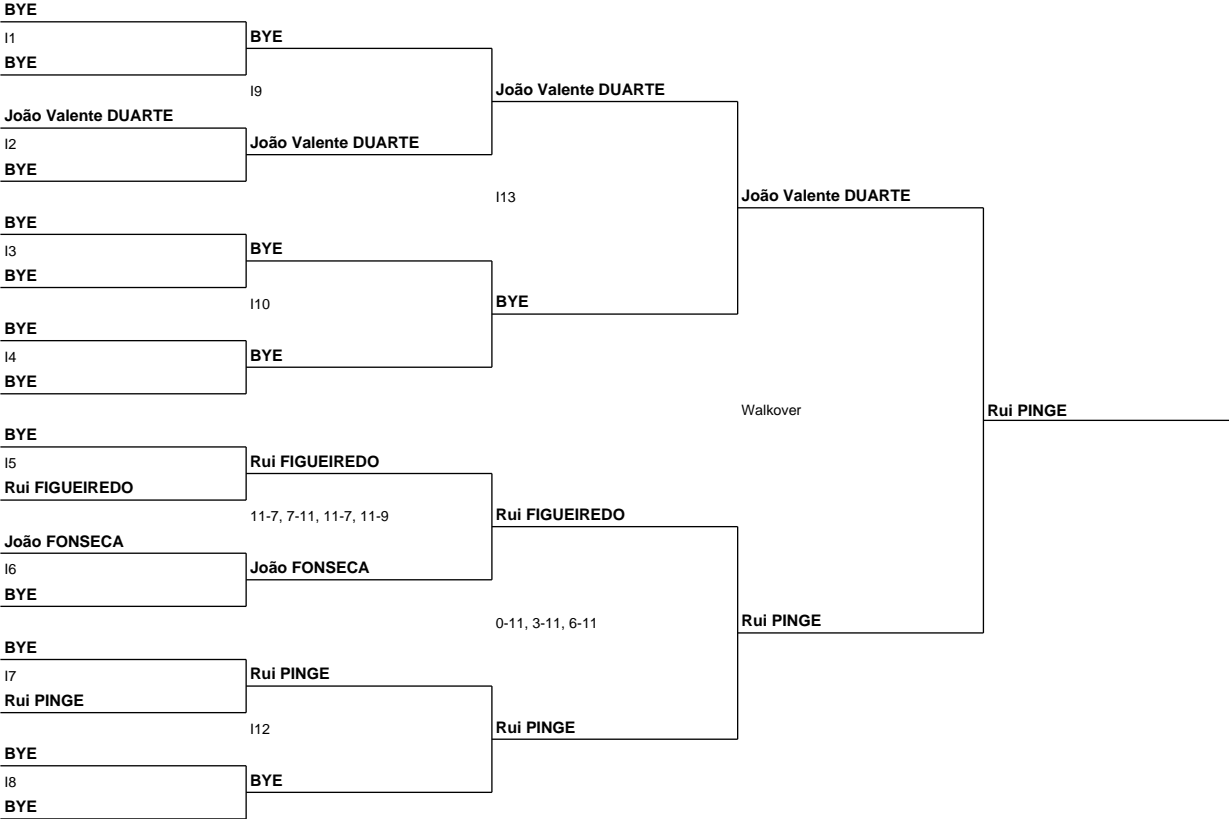 BYE
I1
BYE
BYE
I9
João Valente DUARTE
João Valente DUARTE
I2
João Valente DUARTE
BYE
I13
João Valente DUARTE
BYE
I3
BYE
BYE
I10
BYE
BYE
I4
BYE
BYE
Walkover
Rui PINGE
BYE
I5
Rui FIGUEIREDO
Rui FIGUEIREDO
11-7, 7-11, 11-7, 11-9
Rui FIGUEIREDO
João FONSECA
I6
João FONSECA
BYE
0-11, 3-11, 6-11
Rui PINGE
BYE
I7
Rui PINGE
Rui PINGE
I12
Rui PINGE
BYE
I8
BYE
BYE